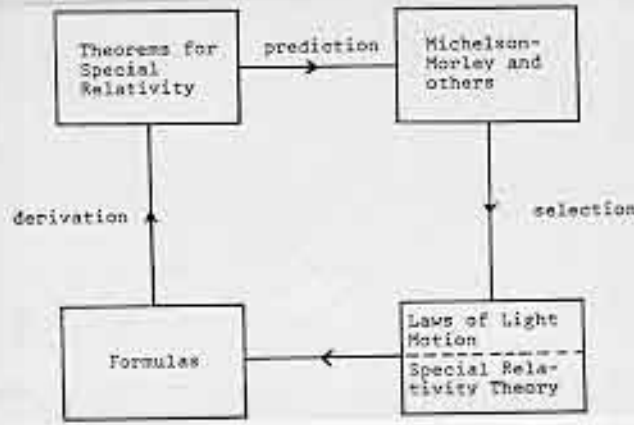 Theorems for
Special
Relativity
prediction
Michelson-
Morley and
others
derivation
selection
Formulas
Laws of Light
Motion
Special Rela-
tivity Theory